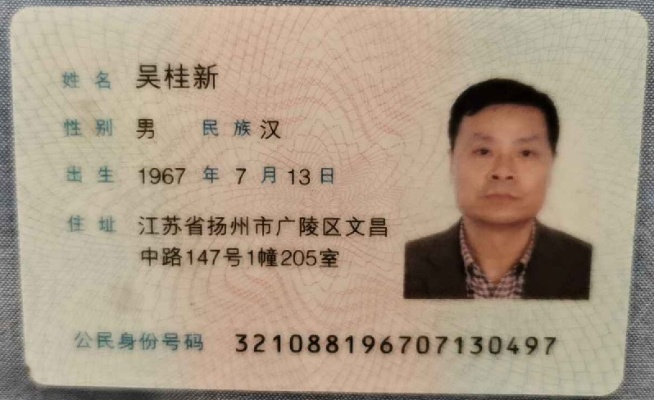 姓名 吴桂新
性别 男 民族 汉
出生 1967 年 7 月 13 日
住址 江苏省扬州市广陵区文昌
中路147号1幢205室
公民身份号码 321088196707130497